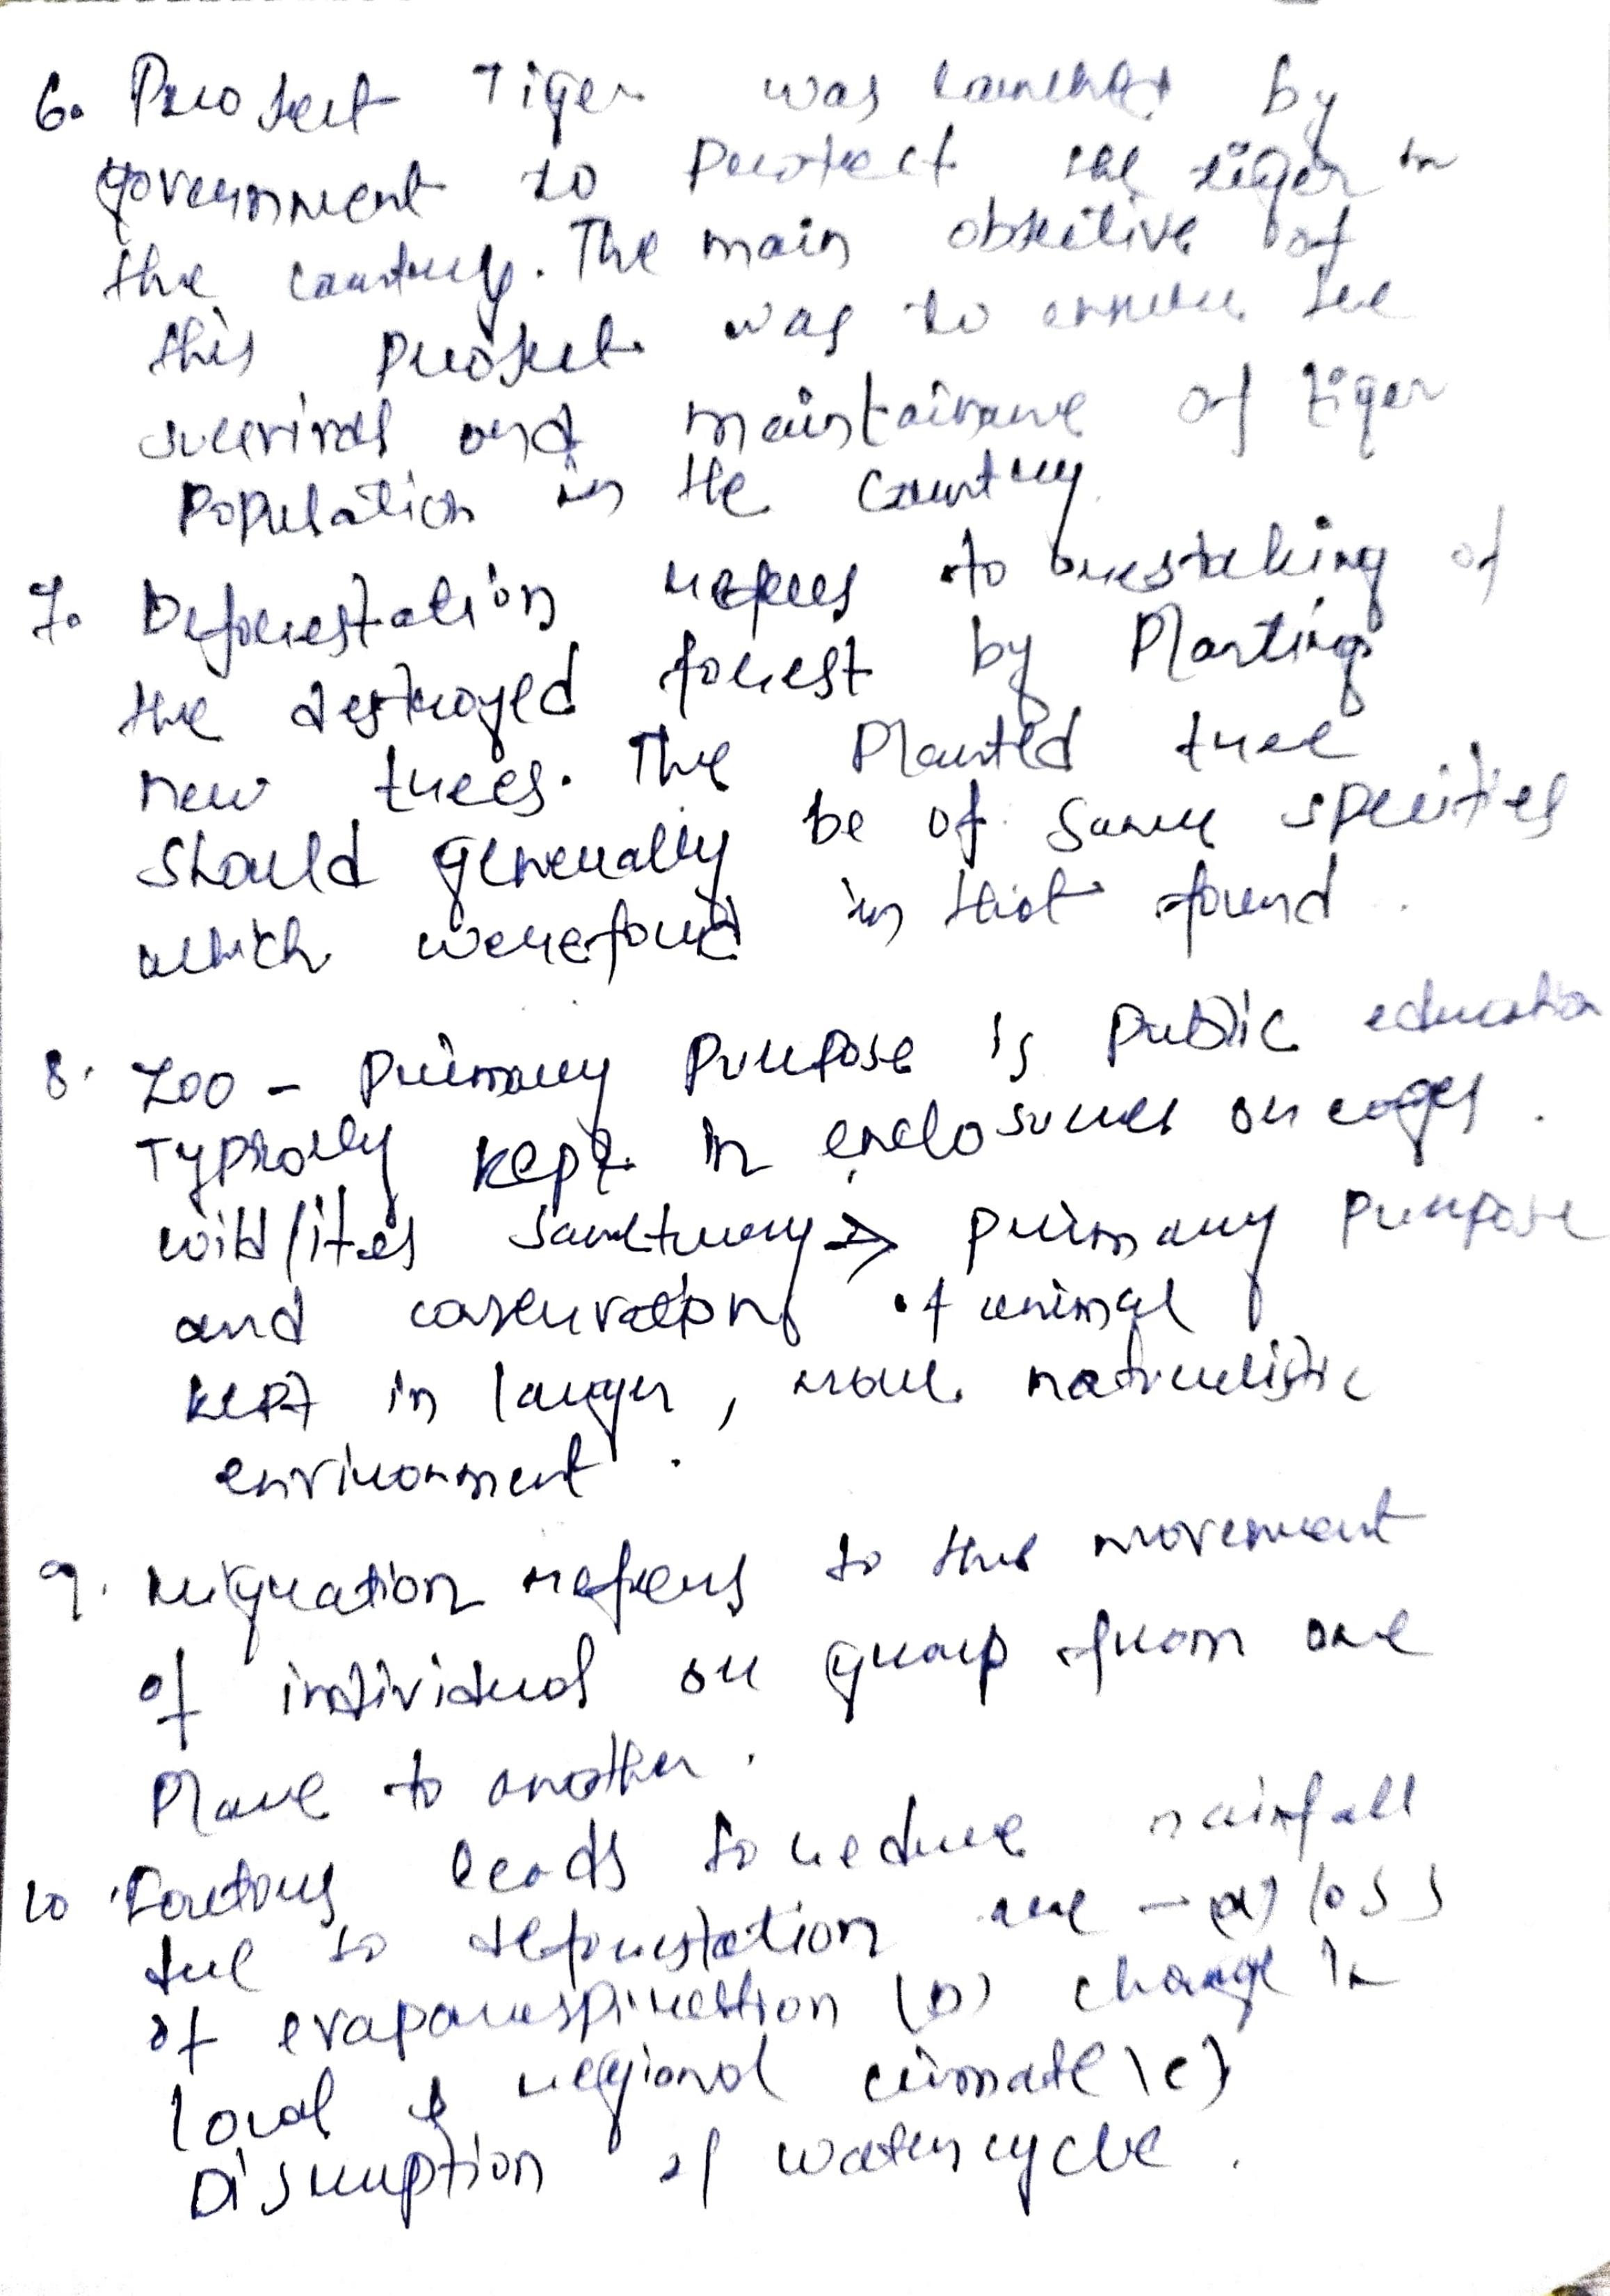 6. Project Tiger was launched by
government to protect the tiger in
the country. The main objective of
this project was to ensure the
survival and maintainance of tiger
population in the country
7. Deforestation refers to restaking of
the destroyed forest by planting
new trees. The planted tree
should generally be of same speities
which were found in that found.
8. Zoo - primary purpose is public education
Typically kept in enclosures or cages.
wild lifes sanctuary → primary purpose
and conservation of animal
kept in larger, more naturelistic
environment.
9. Migration refers to the movement
of individual or group from one
place to another.
10 Factors leads to reduce rainfall
due to deforestation are - (a) loss
of evaporespiration (b) change in
local & regional climate (c)
Disruption of water cycle.